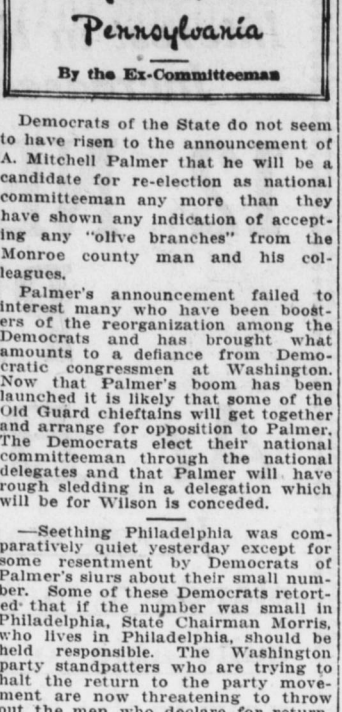 Pennsylvania
By the Ex-Committeeman
Democrats of the State do not seem
to have risen to the announcement of
A. Mitchell Palmer that he will be a
candidate for re-election as national
committeeman any more than they
have shown any indication of accept-
ing any "olive branches" from the
Monroe county man and his col-
leagues.
Palmer's announcement failed to
interest many who have been boost-
ers of the reorganization among the
Democrats and has brought what
amounts to a defiance from Demo-
cratic congressmen at Washington.
Now that Palmer's boom has been
launched it is likely that some of the
Old Guard chieftains will get together
and arrange for opposition to Palmer.
The Democrats elect their national
committeeman through the national
delegates and that Palmer will have
rough sledding in a delegation which
will be for Wilson is conceded.
—Seething Philadelphia was com-
paratively quiet yesterday except for
some resentment by Democrats of
Palmer's slurs about their small num-
ber. Some of these Democrats retort-
ed that if the number was small in
Philadelphia, State Chairman Morris,
who lives in Philadelphia, should be
held responsible. The Washington
party standpatters who are trying to
halt the return to the party move-
ment are now threatening to throw
out the men who declare for return